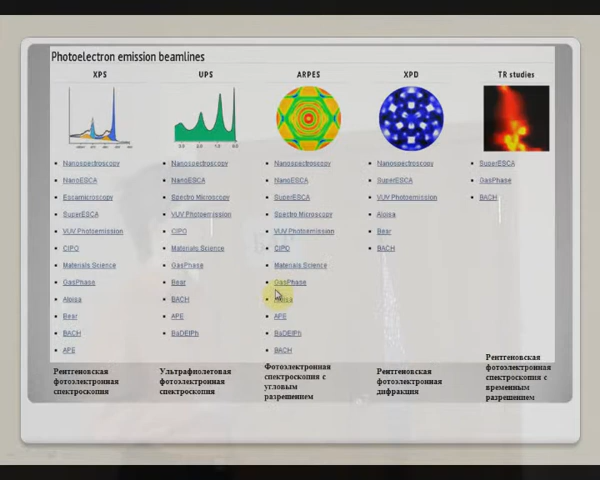 Photoelectron emission beamlines
XPS
UPS
ARPES
XPD
TR studies
Nanospectroscopy
NanoESCA
Escamicroscopy
SuperESCA
VUV Photoemission
CIPO
Materials Science
GasPhase
Aloisa
Bear
BACH
APE
Nanospectroscopy
NanoESCA
Spectro Microscopy
VUV Photoemission
CIPO
Materials Science
GasPhase
Bear
BACH
APE
BaDElPh
Nanospectroscopy
NanoESCA
SuperESCA
Spectro Microscopy
VUV Photoemission
CIPO
Materials Science
GasPhase
Aloisa
APE
BaDElPh
BACH
Nanospectroscopy
SuperESCA
VUV Photoemission
Aloisa
Bear
BACH
SuperESCA
GasPhase
BACH
Рентгеновская
фотоэлектронная
спектроскопия
Ультрафиолетовая
фотоэлектронная
спектроскопия
Фотоэлектронная
спектроскопия с
угловым
разрешением
Рентгеновская
фотоэлектронная
дифракция
Рентгеновская
фотоэлектронная
спектроскопия с
временным
разрешением